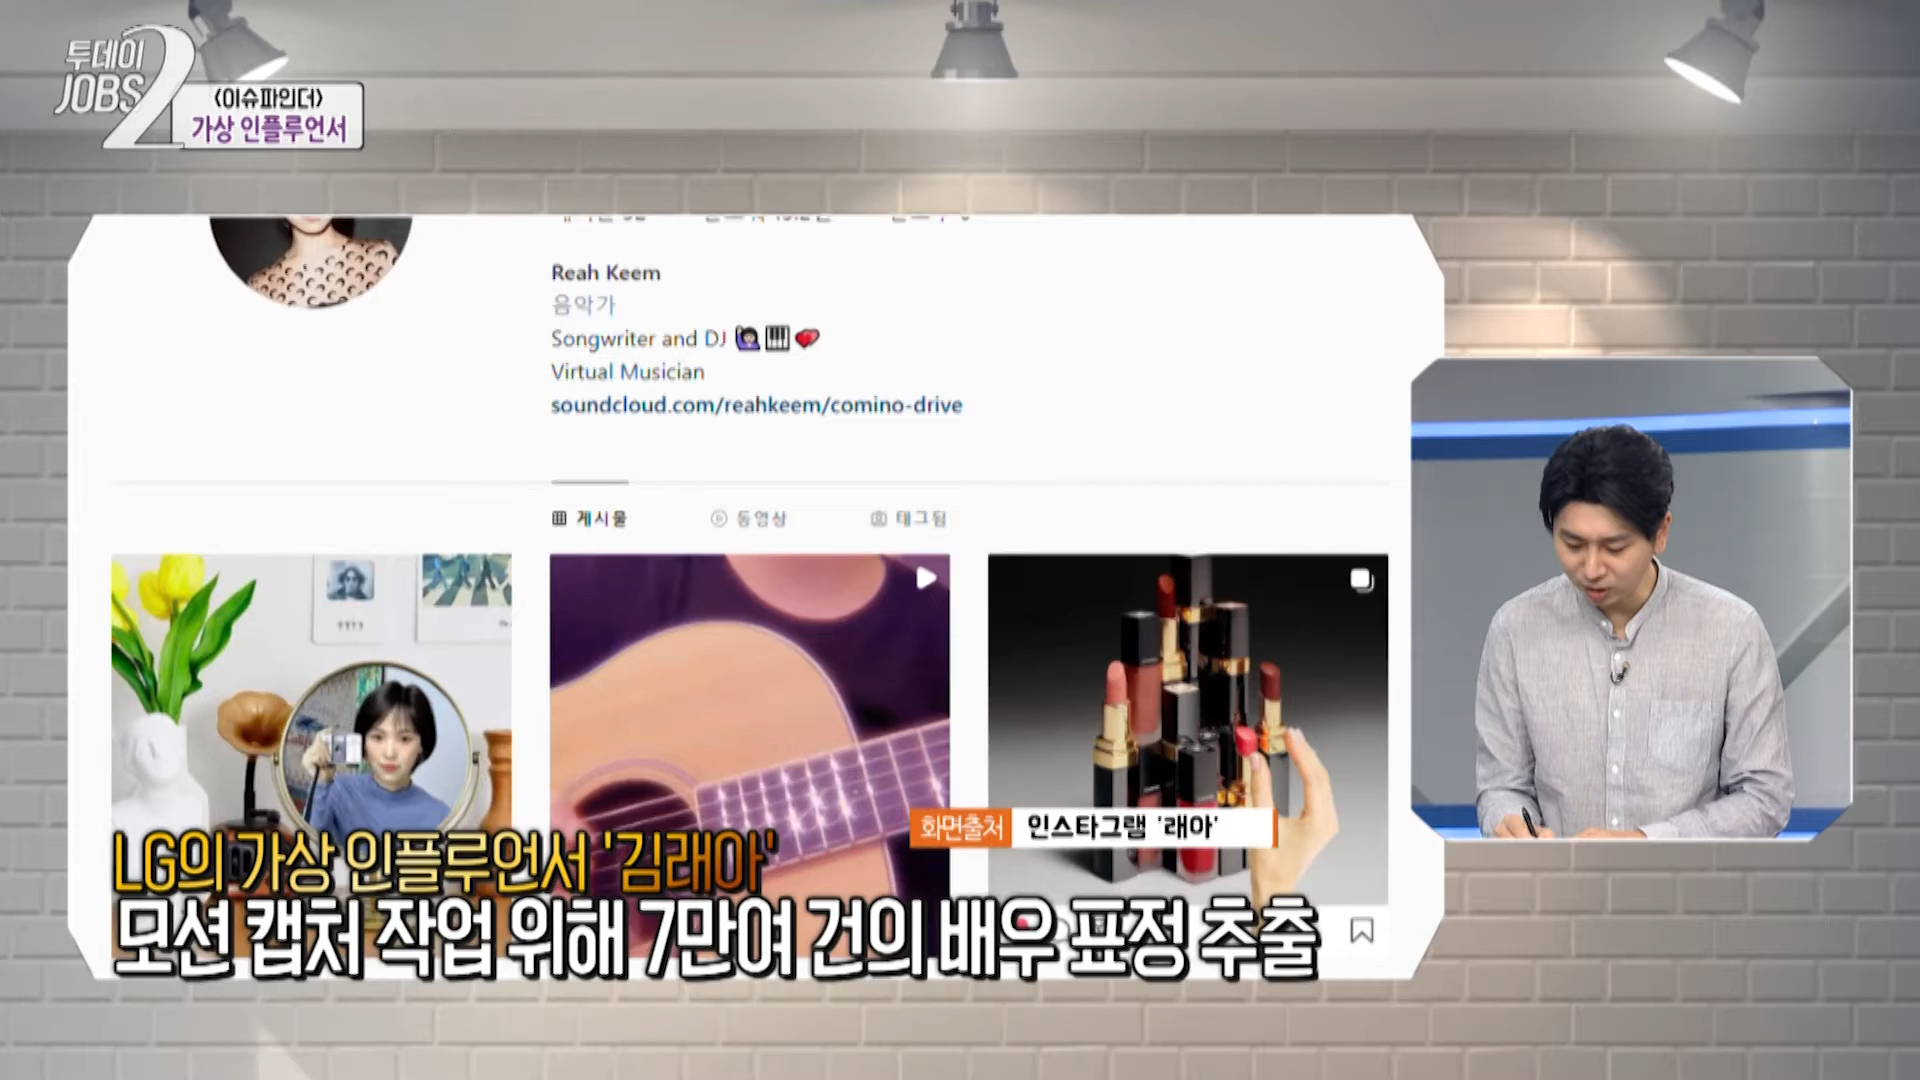 투데이
JOBS 2
〈이슈파인더〉
가상 인플루언서
Reah Keem
음악가
Songwriter and DJ
Virtual Musician
soundcloud.com/reahkeem/comino-drive
게시물
동영상
태그됨
화면출처 인스타그램 '래아'
LG의 가상 인플루언서 '김래아'
모션 캡처 작업 위해 7만여 건의 배우 표정 추출